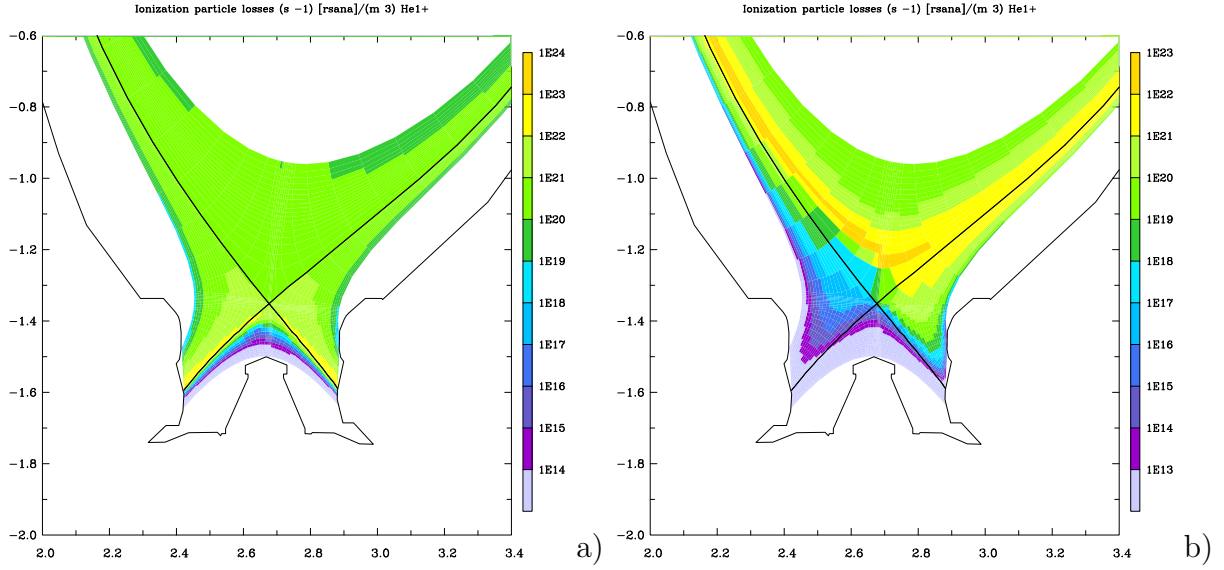 Ionization particle losses (s −1) [rsana]/(m 3) He1+
−0.6
−0.8
−1.0
−1.2
−1.4
−1.6
−1.8
−2.0
2.0 2.2 2.4 2.6 2.8 3.0 3.2 3.4
1E24
1E23
1E22
1E21
1E20
1E19
1E18
1E17
1E16
1E15
1E14
a)
Ionization particle losses (s −1) [rsana]/(m 3) He1+
−0.6
−0.8
−1.0
−1.2
−1.4
−1.6
−1.8
−2.0
2.0 2.2 2.4 2.6 2.8 3.0 3.2 3.4
1E23
1E22
1E21
1E20
1E19
1E18
1E17
1E16
1E15
1E14
1E13
b)